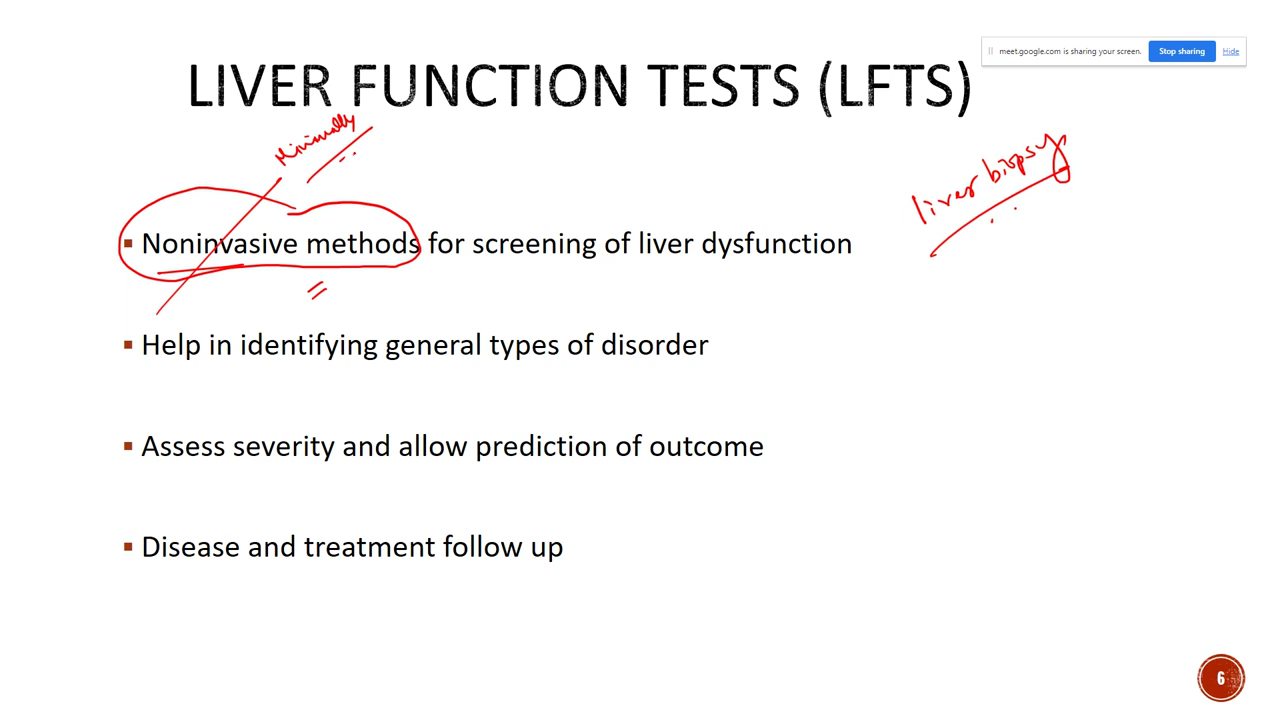 meet.google.com is sharing your screen. Stop sharing Hide
LIVER FUNCTION TESTS (LFTS)
Minimally
liver biopsy
▪ Noninvasive methods for screening of liver dysfunction
▪ Help in identifying general types of disorder
▪ Assess severity and allow prediction of outcome
▪ Disease and treatment follow up
6